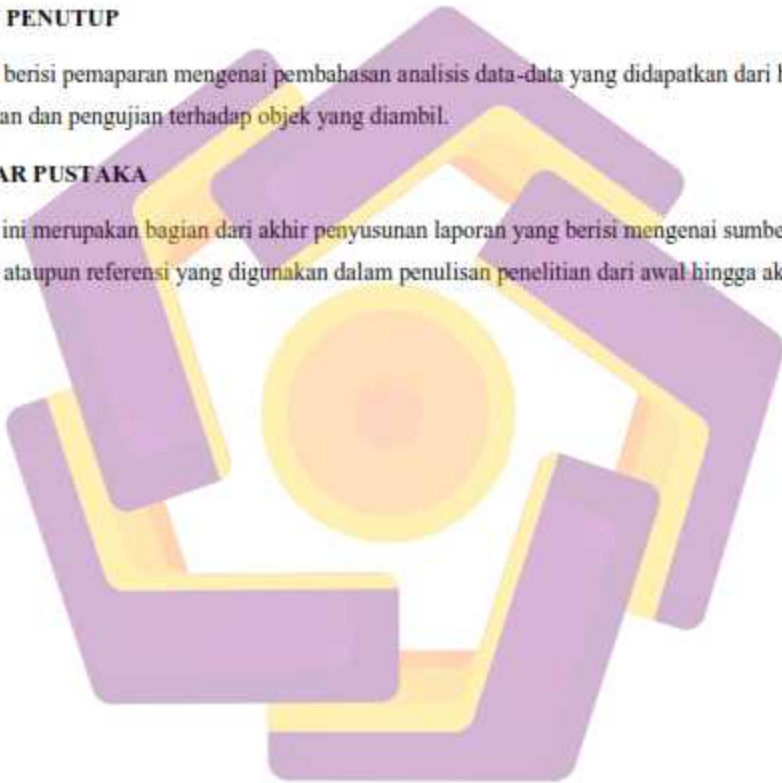 PENUTUP
berisi pemaparan mengenai pembahasan analisis data-data yang didapatkan dari
an dan pengujian terhadap objek yang diambil.
AR PUSTAKA
ini merupakan bagian dari akhir penyusunan laporan yang berisi mengenai sumbe
ataupun referensi yang digunakan dalam penulisan penelitian dari awal hingga ak